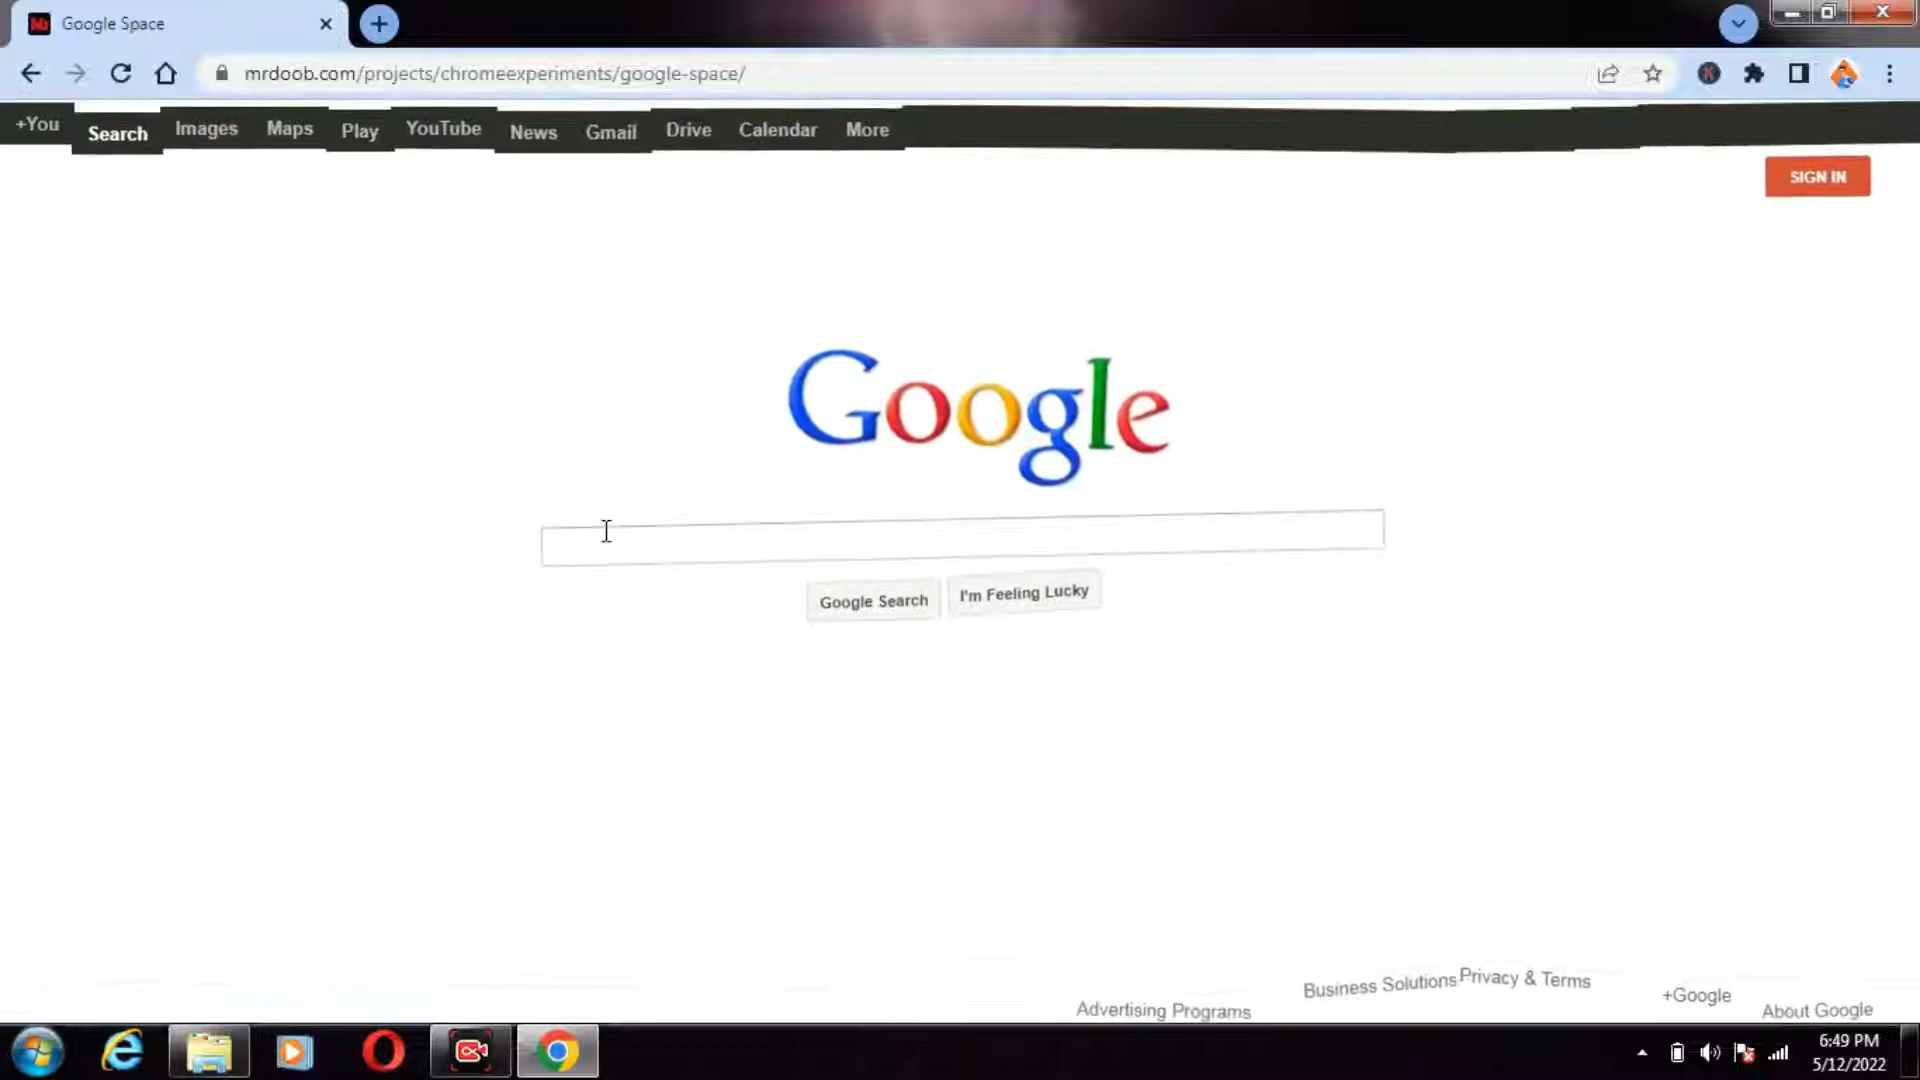 Google Space
mrdoob.com/projects/chromeexperiments/google-space/
+You Search Images Maps Play YouTube News Gmail Drive Calendar More
SIGN IN
Google
Google Search I'm Feeling Lucky
Advertising Programs Business Solutions Privacy & Terms +Google About Google
6:49 PM
5/12/2022